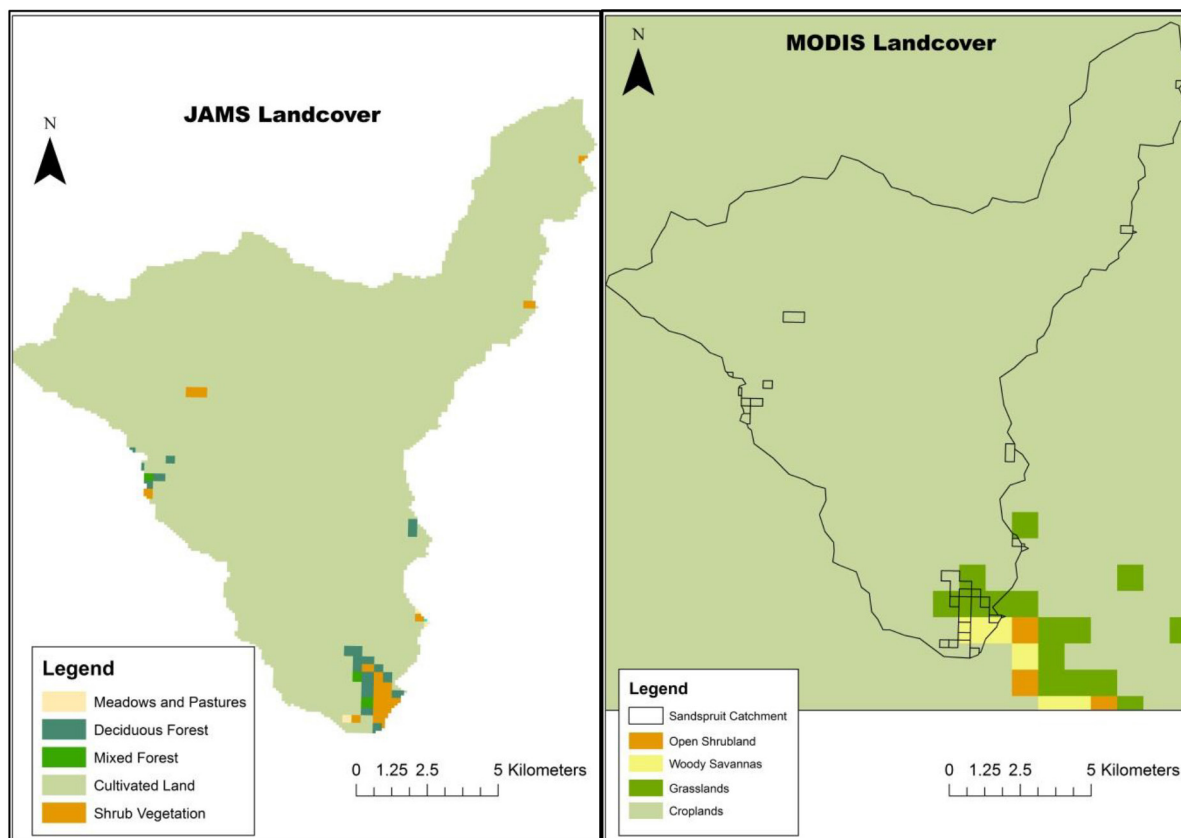 JAMS Landcover
N
Legend
Meadows and Pastures
Deciduous Forest
Mixed Forest
Cultivated Land
Shrub Vegetation
0 1.25 2.5 5 Kilometers
MODIS Landcover
N
Legend
Sandspruit Catchment
Open Shrubland
Woody Savannas
Grasslands
Croplands
0 1.25 2.5 5 Kilometers